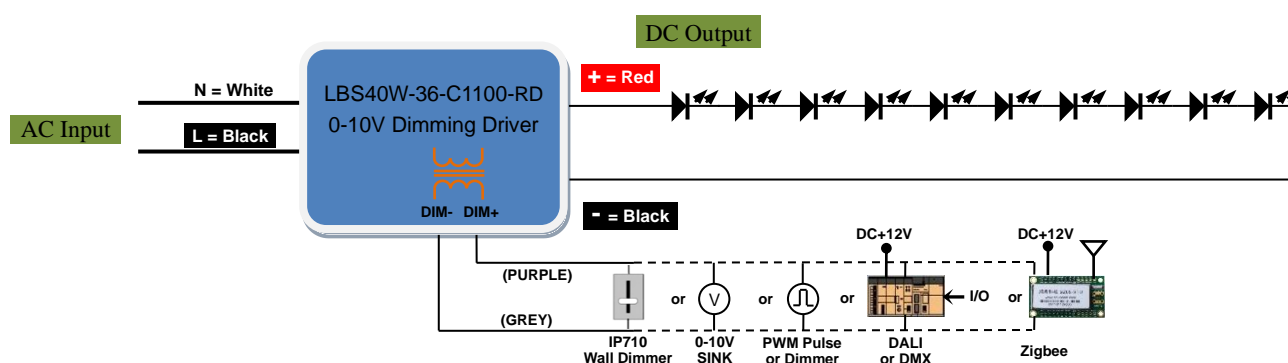 DC Output
N = White
+ = Red
LBS40W-36-C1100-RD
0-10V Dimming Driver
AC Input
L = Black
DIM- DIM+
- = Black
DC+12V
DC+12V
(PURPLE)
or
V
or
or
I/O
or
(GREY)
IP710
Wall Dimmer
0-10V
SINK
PWM Pulse
or Dimmer
DALI
or DMX
Zigbee